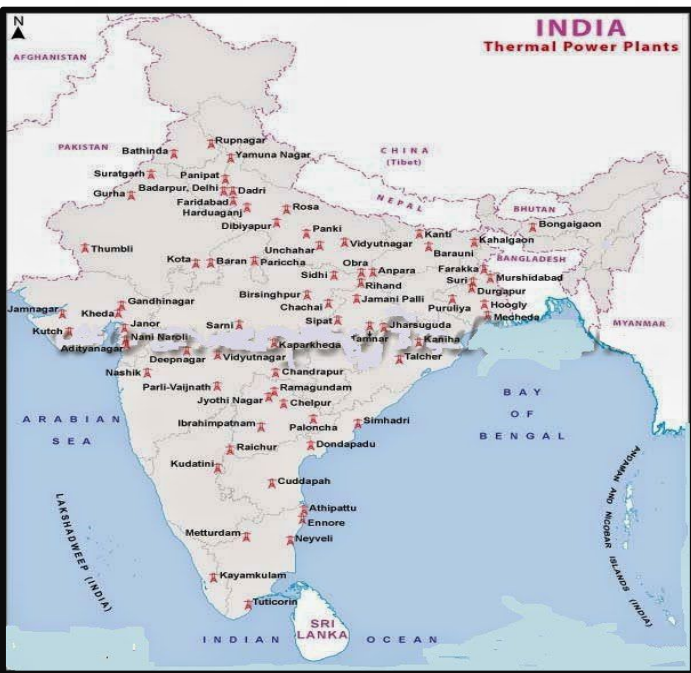 N
INDIA
Thermal Power Plants
AFGHANISTAN
PAKISTAN
CHINA
(Tibet)
NEPAL
BHUTAN
BANGLADESH
MYANMAR
Rupnagar
Bathinda
Yamuna Nagar
Suratgarh
Panipat
Badarpur, Delhi
Dadri
Gurha
Faridabad
Harduaganj
Rosa
Dibiyapur
Panki
Kanti
Bongaigaon
Thumbli
Unchahar
Vidyutnagar
Barauni
Kahalgaon
Kota
Baran
Pariccha
Obra
Sidhi
Anpara
Farakka
Murshidabad
Rihand
Suri
Durgapur
Birsinghpur
Jamani Palli
Gandhinagar
Chachai
Puruliya
Hoogly
Jamnagar
Kheda
Mecheda
Kutch
Janor
Sarni
Sipat
Jharsuguda
Nani Naroli
Tamnar
Adityanagar
Kaparkheda
Kaniha
Deepnagar
Vidyutnagar
Talcher
Nashik
Chandrapur
Parli-Vaijnath
Ramagundam
Jyothi Nagar
Chelpur
Ibrahimpatnam
Paloncha
Simhadri
Raichur
Dondapadu
Kudatini
Cuddapah
Athipattu
Ennore
Metturdam
Neyveli
Kayamkulam
Tuticorin
ARABIAN
SEA
BAY
OF
BENGAL
LAKSHADWEEP (INDIA)
ANDAMAN AND NICOBAR ISLANDS (INDIA)
SRI
LANKA
INDIAN OCEAN